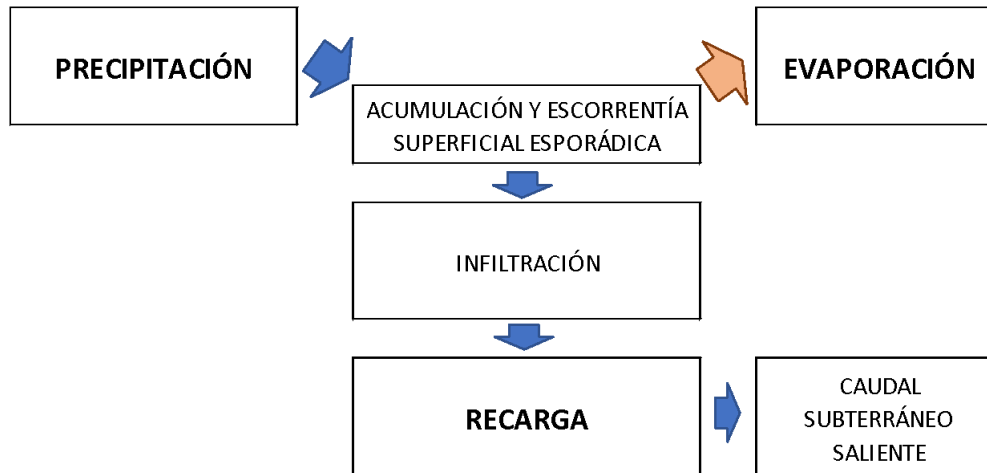 PRECIPITACIÓN
EVAPORACIÓN
ACUMULACIÓN Y ESCORRENTÍA
SUPERFICIAL ESPORÁDICA
INFILTRACIÓN
RECARGA
CAUDAL
SUBTERRÁNEO
SALIENTE